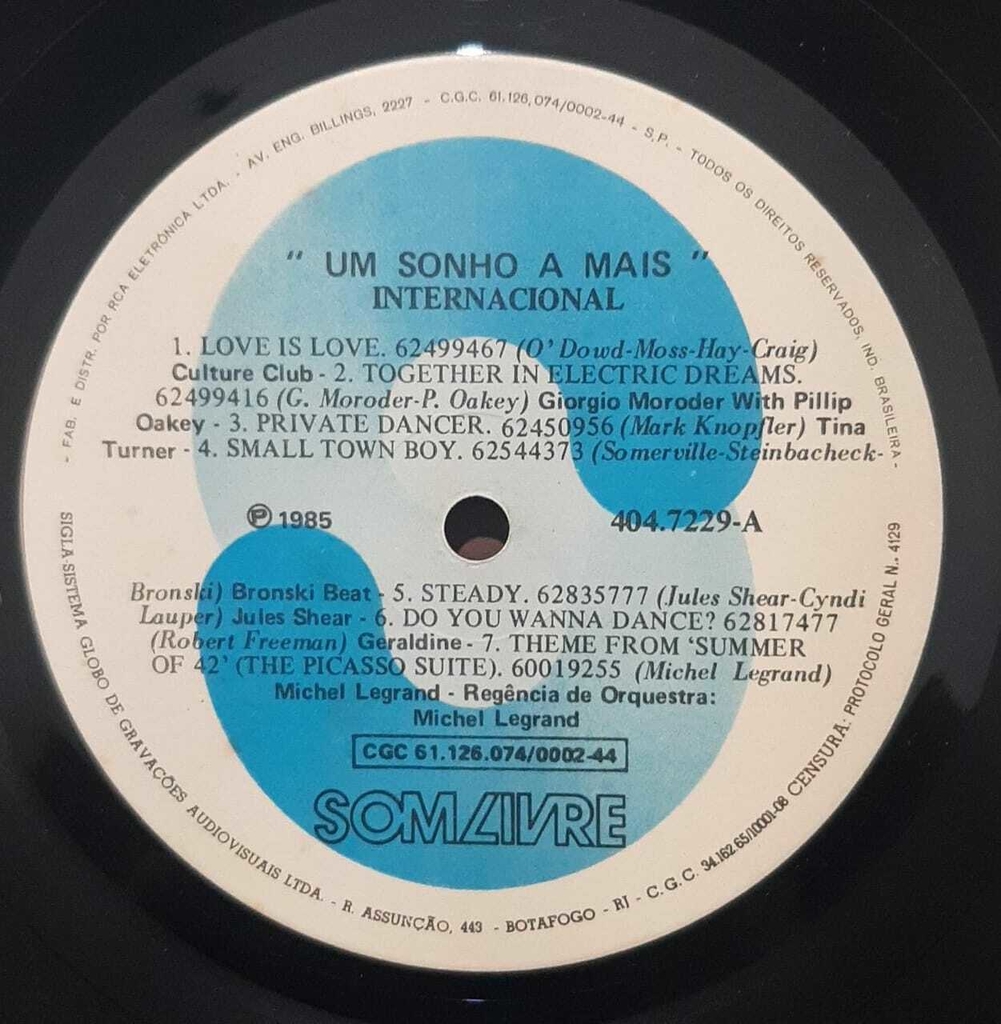 - FAB. E DISTR. POR RCA ELETRÔNICA LTDA. - AV. ENG. BILLINGS, 2227 - C.G.C. 61.126.074/0002-44 - S.P. - TODOS OS DIREITOS RESERVADOS, IND. BRASILEIRA -
" UM SONHO A MAIS "
INTERNACIONAL
1. LOVE IS LOVE. 62499467 (O' Dowd-Moss-Hay-Craig)
Culture Club - 2. TOGETHER IN ELECTRIC DREAMS.
62499416 (G. Moroder-P. Oakey) Giorgio Moroder With Pillip
Oakey - 3. PRIVATE DANCER. 62450956 (Mark Knopfler) Tina
Turner - 4. SMALL TOWN BOY. 62544373 (Somerville-Steinbacheck-
℗ 1985
404.7229-A
Bronski) Bronski Beat - 5. STEADY. 62835777 (Jules Shear-Cyndi
Lauper) Jules Shear - 6. DO YOU WANNA DANCE? 62817477
(Robert Freeman) Geraldine - 7. THEME FROM ‘SUMMER
OF 42’ (THE PICASSO SUITE). 60019255 (Michel Legrand)
Michel Legrand - Regência de Orquestra:
Michel Legrand
CGC 61.126.074/0002-44
SOM LIVRE
SIGLA SISTEMA GLOBO DE GRAVAÇÕES AUDIOVISUAIS LTDA. - R. ASSUNÇÃO, 443 - BOTAFOGO - RJ - C.G.C. 34.162.65/10001-08 CENSURA: PROTOCOLO GERAL N.. 4129